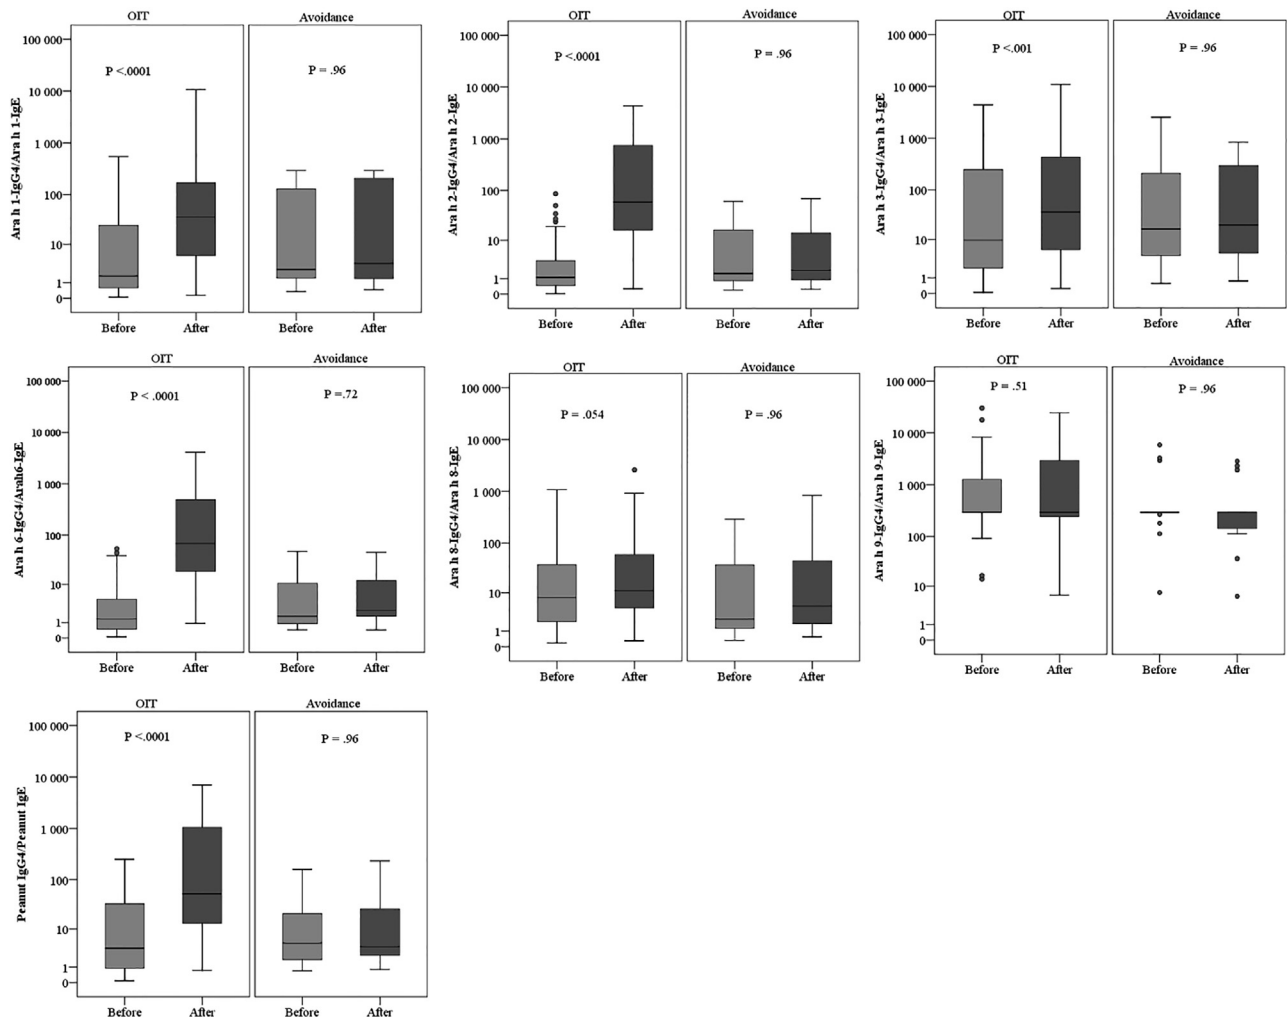 OIT
Avoidance
Ara h 1-IgG4/Ara h 1-IgE
100 000
10 000
1 000
100
10
1
0
P <.0001
P = .96
Before
After
Before
After
OIT
Avoidance
Ara h 2-IgG4/Ara h 2-IgE
100 000
10 000
1 000
100
10
1
0
P <.0001
P = .96
Before
After
Before
After
OIT
Avoidance
Ara h 3-IgG4/Ara h 3-IgE
100 000
10 000
1 000
100
10
1
0
P <.001
P = .96
Before
After
Before
After
OIT
Avoidance
Ara h 6-IgG4/Arah6-IgE
100 000
10 000
1 000
100
10
1
0
P < .0001
P =.72
Before
After
Before
After
OIT
Avoidance
Ara h 8-IgG4/Ara h 8-IgE
100 000
10 000
1 000
100
10
1
0
P = .054
P = .96
Before
After
Before
After
OIT
Avoidance
Ara h 9-IgG4/Ara h 9-IgE
100 000
10 000
1 000
100
10
1
0
P = .51
P = .96
Before
After
Before
After
OIT
Avoidance
Peanut IgG4/Peanut IgE
100 000
10 000
1 000
100
10
1
0
P <.0001
P = .96
Before
After
Before
After